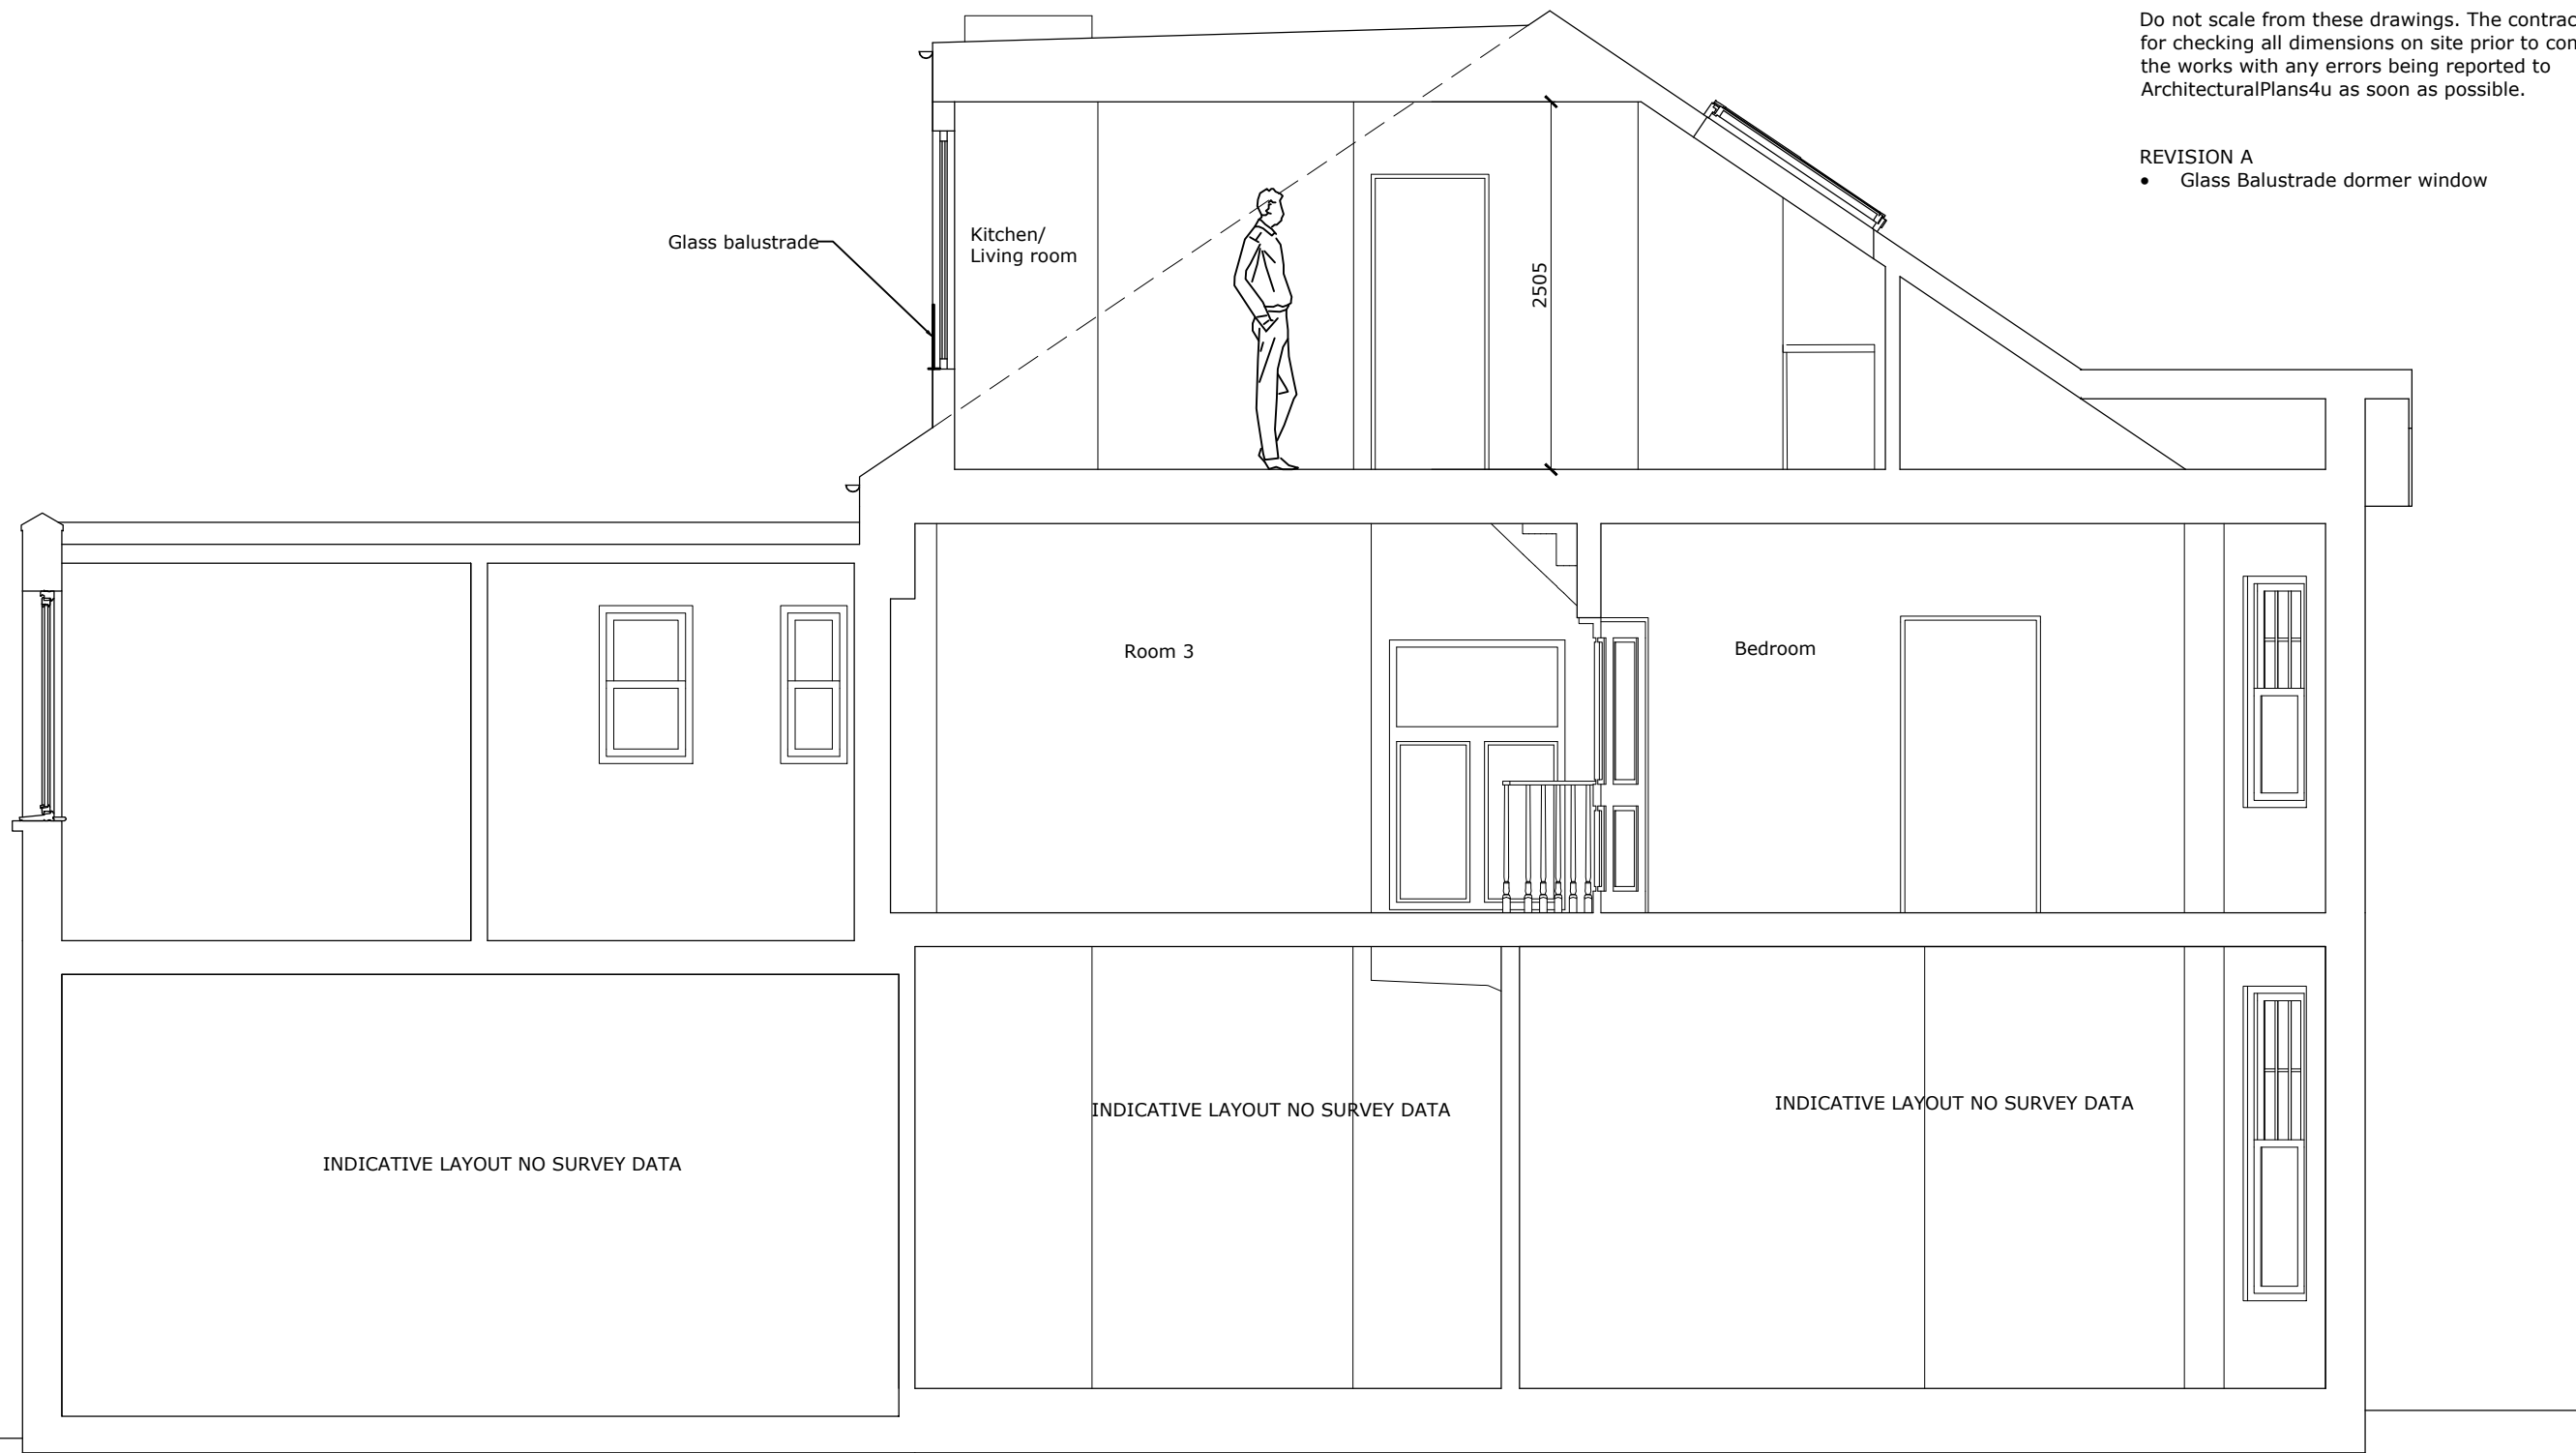 Do not scale from these drawings. The
for checking all dimensions on site prior to
the works with any errors being reported to
ArchitecturalPlans4u as soon as possible.
REVISION A
• Glass Balustrade dormer window
Glass balustrade
Kitchen/
Living room
2505
Room 3
Bedroom
INDICATIVE LAYOUT NO SURVEY DATA
INDICATIVE LAYOUT NO SURVEY DATA
INDICATIVE LAYOUT NO SURVEY DATA